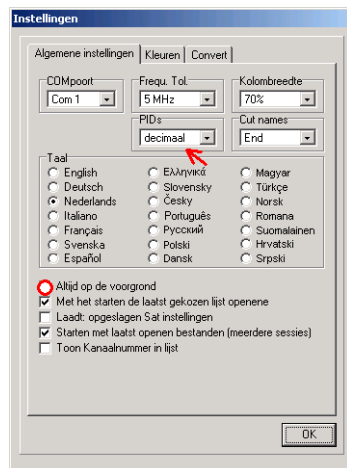 Instellingen
Algemene instellingen Kleuren Convert
COMpoort Frequ. Tol. Kolombreedte
Com 1 5 MHz 70%
PIDs Cut names
decimaal End
Taal
English Ελληνικά Magyar
Deutsch Slovensky Türkçe
Nederlands Česky Norsk
Italiano Português Romana
Français Русский Suomalainen
Svenska Polski Hrvatski
Español Dansk Srpski
Altijd op de voorgrond
Met het starten de laatst gekozen lijst openene
Laadt: opgeslagen Sat instellingen
Starten met laatst openen bestanden (meerdere sessies)
Toon Kanaalnummer in lijst
OK